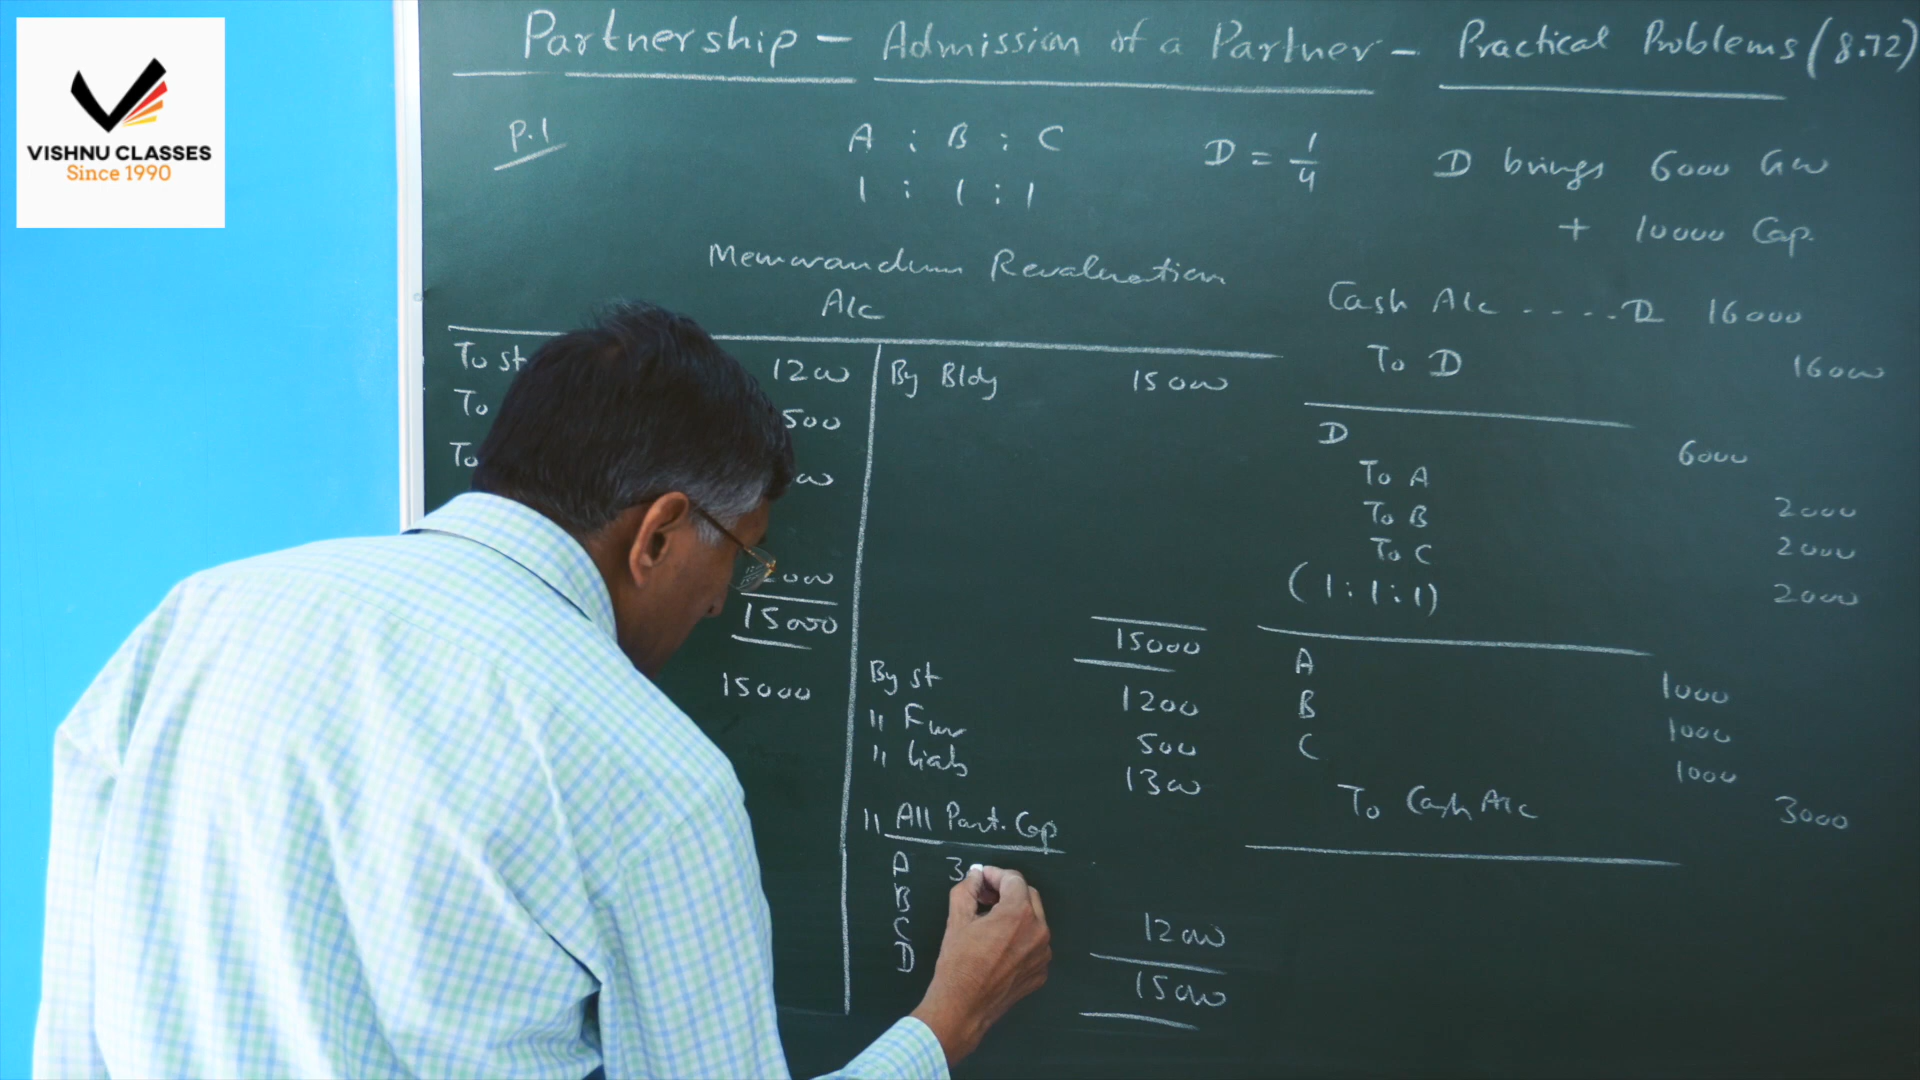 Partnership - Admission of a Partner - Practical Problems (8.72)
VISHNU CLASSES
Since 1990
P.1
A : B : C
1 : 1 : 1
D = 1/4
D brings 6000 GW
+ 10000 Cap.
Memorandum Revaluation
A/c
To st 1200
To 500
To
15000
15000
By Bldg 15000
15000
By st 1200
" Fur 500
" Liab 1300
" All Part. Cap
A 3
B
C
D
12000
15000
Cash A/c ....D 16000
To D 16000
D 6000
To A 2000
To B 2000
To C 2000
(1:1:1)
A 1000
B 1000
C 1000
To Cash A/c 3000